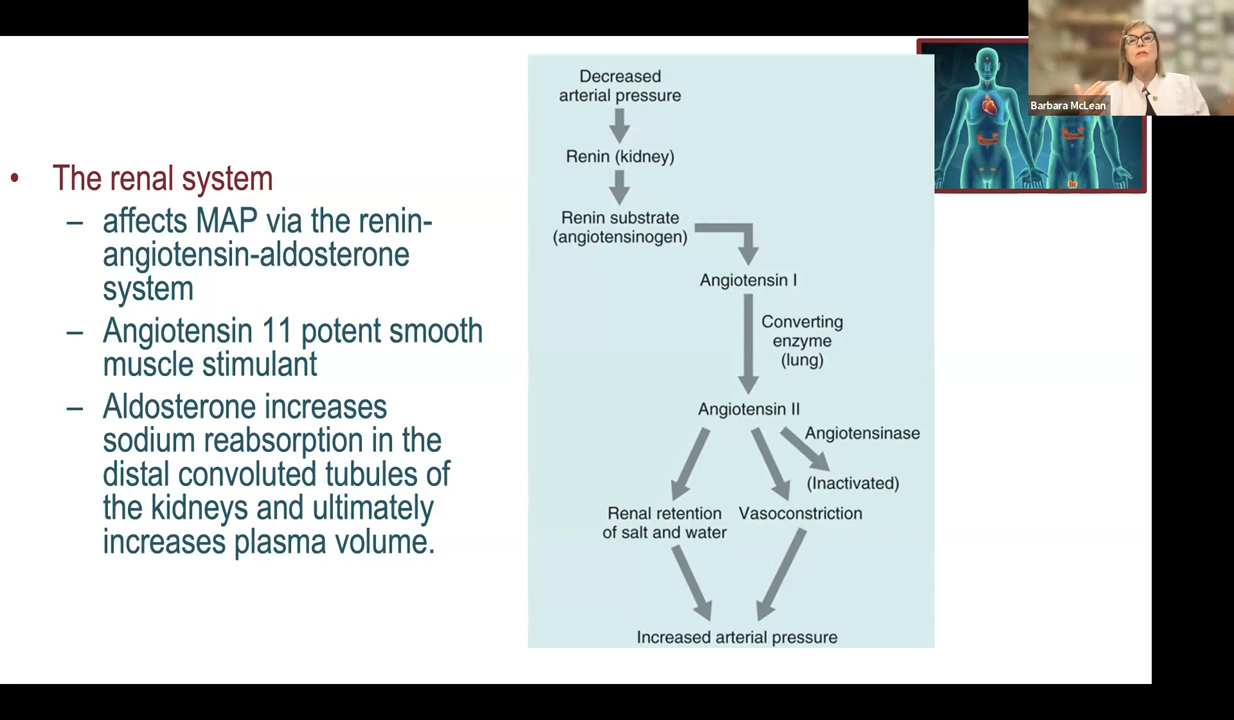 Barbara McLean
• The renal system
– affects MAP via the renin-
angiotensin-aldosterone
system
– Angiotensin 11 potent smooth
muscle stimulant
– Aldosterone increases
sodium reabsorption in the
distal convoluted tubules of
the kidneys and ultimately
increases plasma volume.
Decreased
arterial pressure
Renin (kidney)
Renin substrate
(angiotensinogen)
Angiotensin I
Converting
enzyme
(lung)
Angiotensin II
Angiotensinase
(Inactivated)
Renal retention
of salt and water
Vasoconstriction
Increased arterial pressure